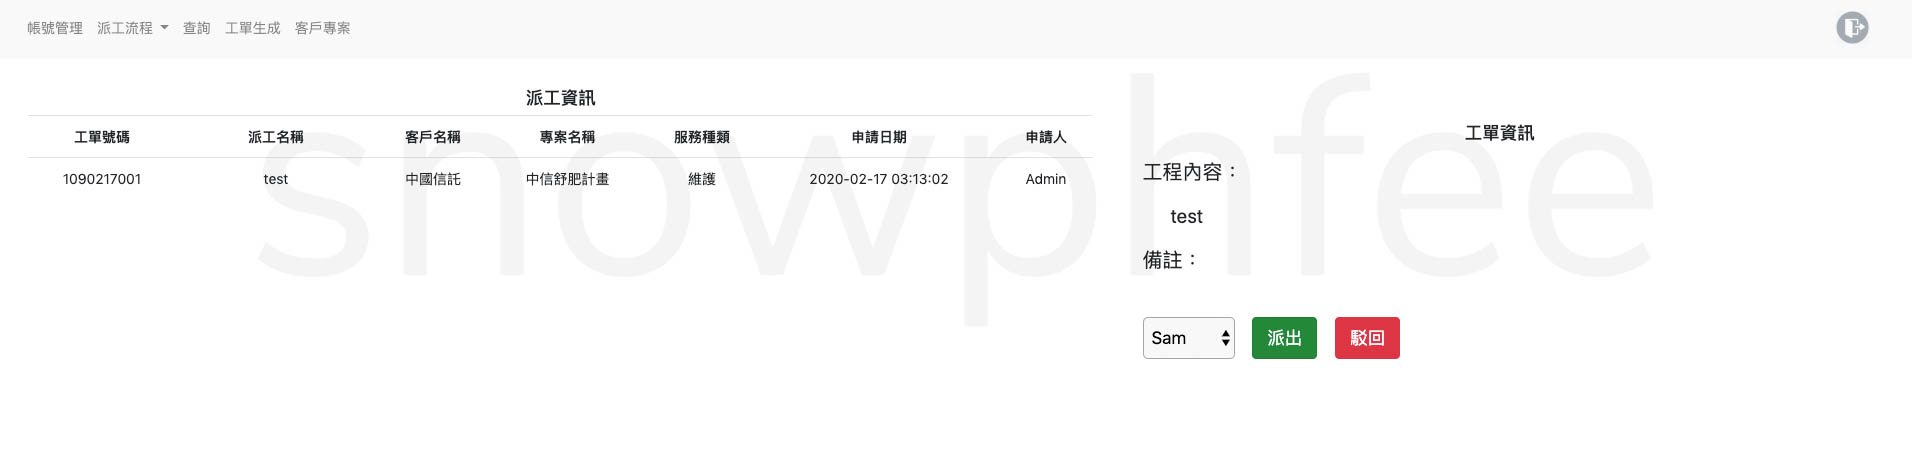 帳號管理 派工流程 查詢 工單生成 客戶專案
派工資訊
工單號碼 派工名稱 客戶名稱 專案名稱 服務種類 申請日期 申請人
1090217001 test 中國信託 中信舒肥計畫 維護 2020-02-17 03:13:02 Admin
工單資訊
工程內容：
test
備註：
Sam 派出 駁回
snowphfee